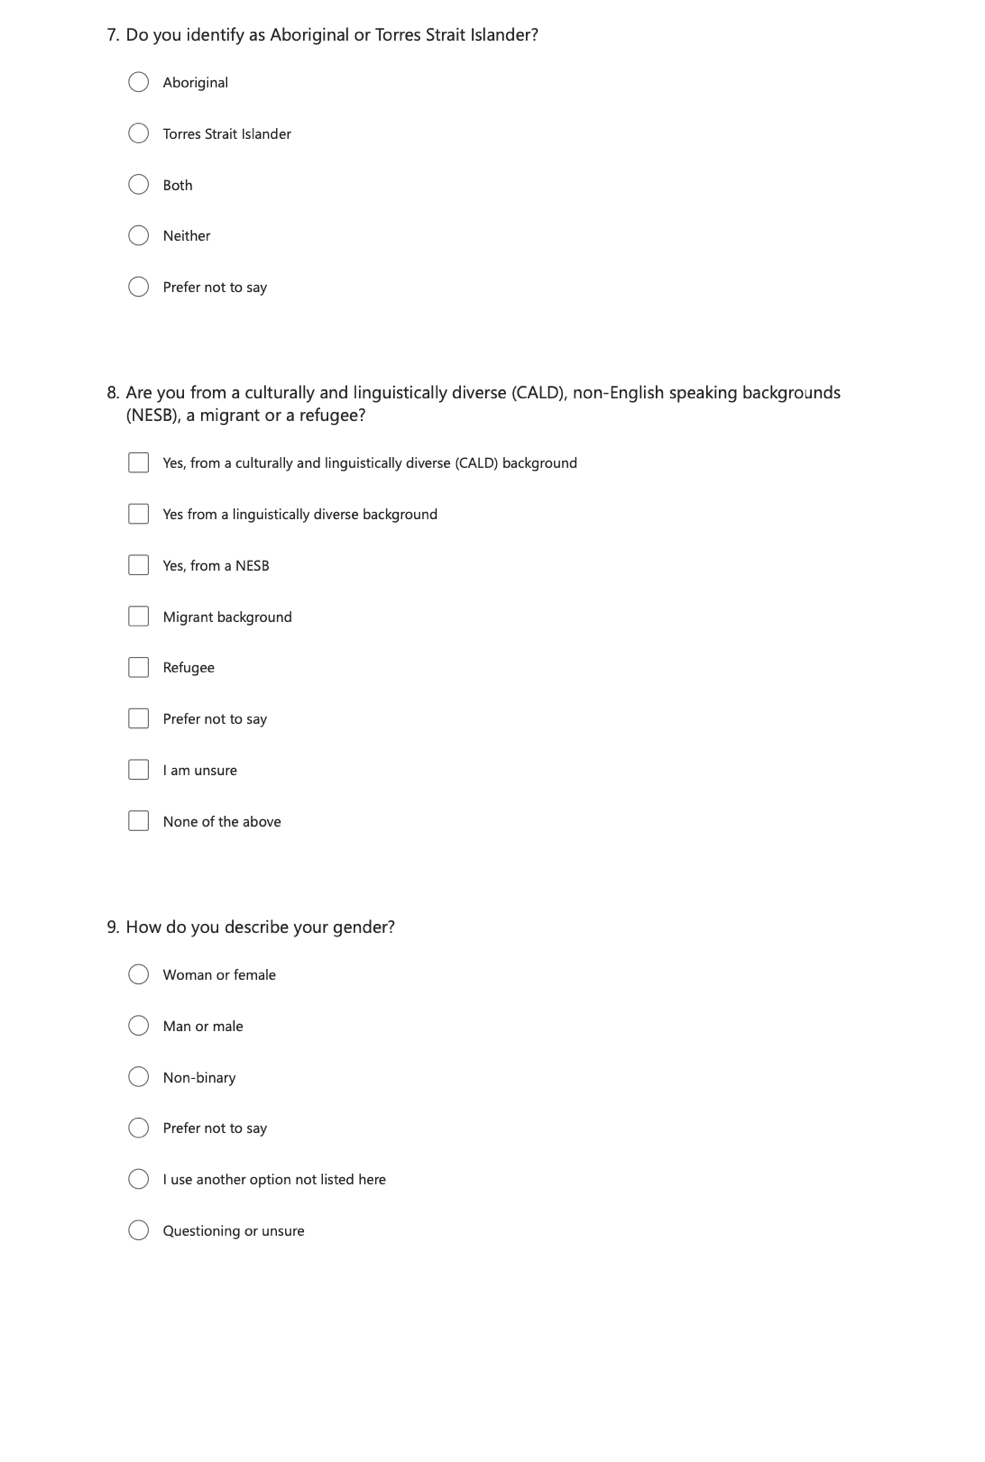 7. Do you identify as Aboriginal or Torres Strait Islander?
Aboriginal
Torres Strait Islander
Both
Neither
Prefer not to say
8. Are you from a culturally and linguistically diverse (CALD), non-English speaking backgrounds
(NESB), a migrant or a refugee?
Yes, from a culturally and linguistically diverse (CALD) background
Yes from a linguistically diverse background
Yes, from a NESB
Migrant background
Refugee
Prefer not to say
I am unsure
None of the above
9. How do you describe your gender?
Woman or female
Man or male
Non-binary
Prefer not to say
I use another option not listed here
Questioning or unsure